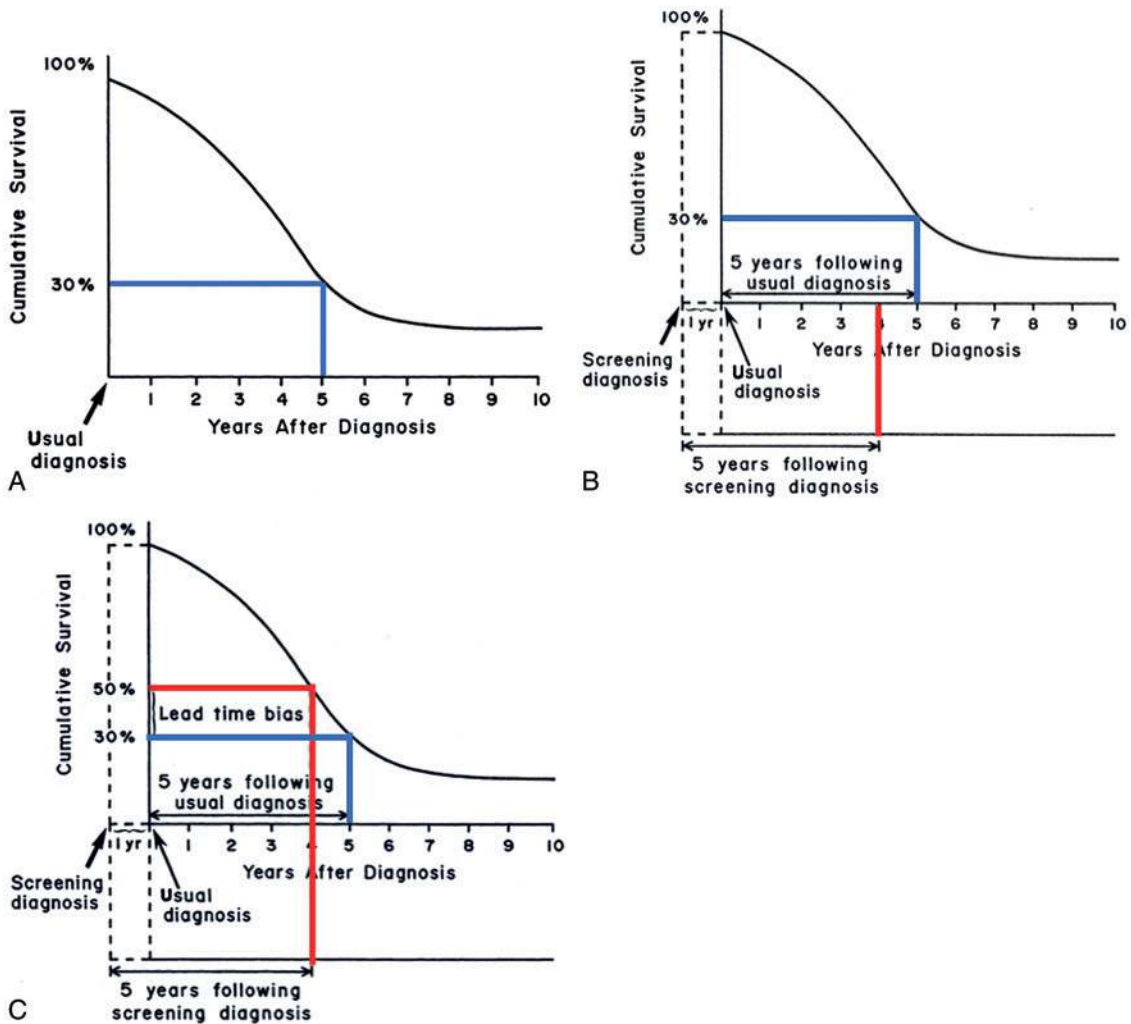 100%
Cumulative Survival
30%
1 2 3 4 5 6 7 8 9 10
Years After Diagnosis
Usual
diagnosis
A
100%
Cumulative Survival
30%
5 years following
usual diagnosis
1 yr
1 2 3 4 5 6 7 8 9 10
Years After Diagnosis
Screening
diagnosis
Usual
diagnosis
5 years following
screening diagnosis
B
100%
Cumulative Survival
50%
Lead time bias
30%
5 years following
usual diagnosis
1 yr
1 2 3 4 5 6 7 8 9 10
Years After Diagnosis
Screening
diagnosis
Usual
diagnosis
5 years following
screening diagnosis
C